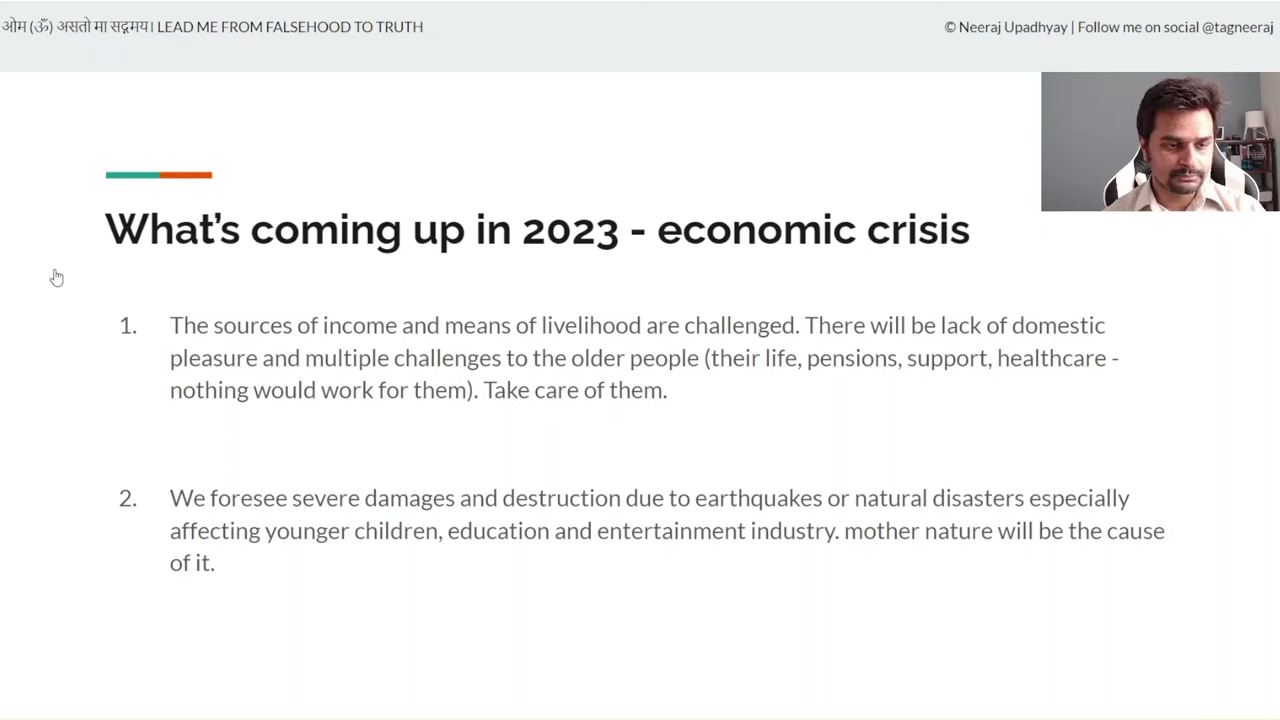 ओम (ॐ) असतो मा सद्गमय। LEAD ME FROM FALSEHOOD TO TRUTH
© Neeraj Upadhyay | Follow me on social @tagneeraj
What's coming up in 2023 - economic crisis
1. The sources of income and means of livelihood are challenged. There will be lack of domestic
pleasure and multiple challenges to the older people (their life, pensions, support, healthcare -
nothing would work for them). Take care of them.
2. We foresee severe damages and destruction due to earthquakes or natural disasters especially
affecting younger children, education and entertainment industry. mother nature will be the cause
of it.